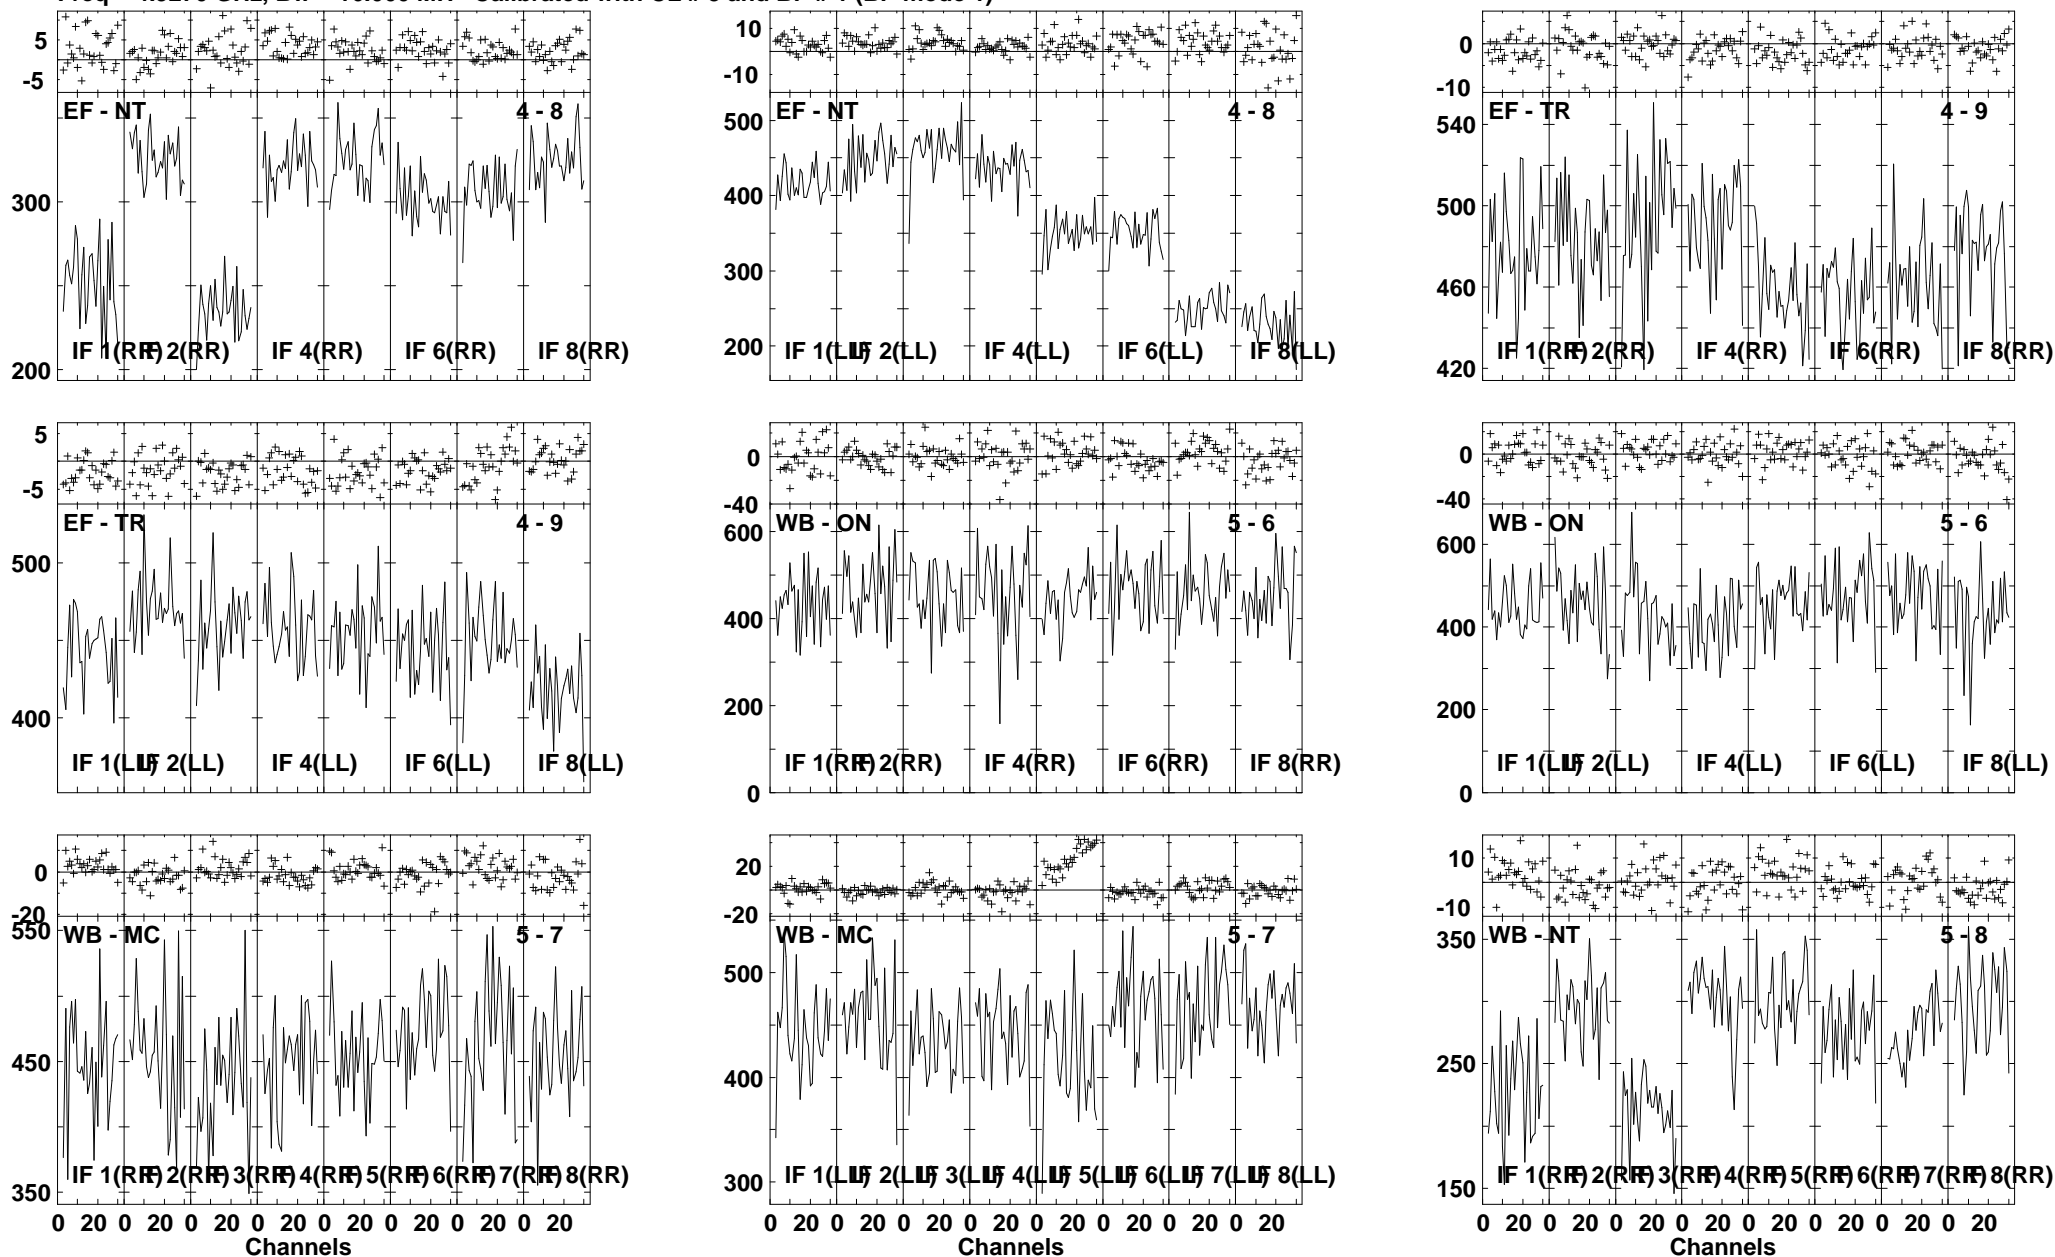 5
-5
EF - NT 4 - 8
300
200
IF 1(RR) IF 2(RR) IF 4(RR) IF 6(RR) IF 8(RR)
10
-10
EF - NT 4 - 8
500
400
300
200
IF 1(LL) IF 2(LL) IF 4(LL) IF 6(LL) IF 8(LL)
0
-10
EF - TR 4 - 9
540
500
460
420
IF 1(RR) IF 2(RR) IF 4(RR) IF 6(RR) IF 8(RR)
5
-5
EF - TR 4 - 9
500
400
IF 1(LL) IF 2(LL) IF 4(LL) IF 6(LL) IF 8(LL)
0
-40
WB - ON 5 - 6
600
400
200
0
IF 1(RR) IF 2(RR) IF 4(RR) IF 6(RR) IF 8(RR)
0
-40
WB - ON 5 - 6
600
400
200
0
IF 1(LL) IF 2(LL) IF 4(LL) IF 6(LL) IF 8(LL)
0
-20
550
WB - MC 5 - 7
450
350
IF 1(RR) IF 2(RR) IF 3(RR) IF 4(RR) IF 5(RR) IF 6(RR) IF 7(RR) IF 8(RR)
0 20 0 20 0 20 0 20 0 20 0 20 0 20 0 20
Channels
20
0
-20
WB - MC 5 - 7
500
400
300
IF 1(LL) IF 2(LL) IF 3(LL) IF 4(LL) IF 5(LL) IF 6(LL) IF 7(LL) IF 8(LL)
0 20 0 20 0 20 0 20 0 20 0 20 0 20 0 20
Channels
10
-10
WB - NT 5 - 8
350
250
150
IF 1(RR) IF 2(RR) IF 3(RR) IF 4(RR) IF 5(RR) IF 6(RR) IF 7(RR) IF 8(RR)
0 20 0 20 0 20 0 20 0 20 0 20 0 20 0 20
Channels